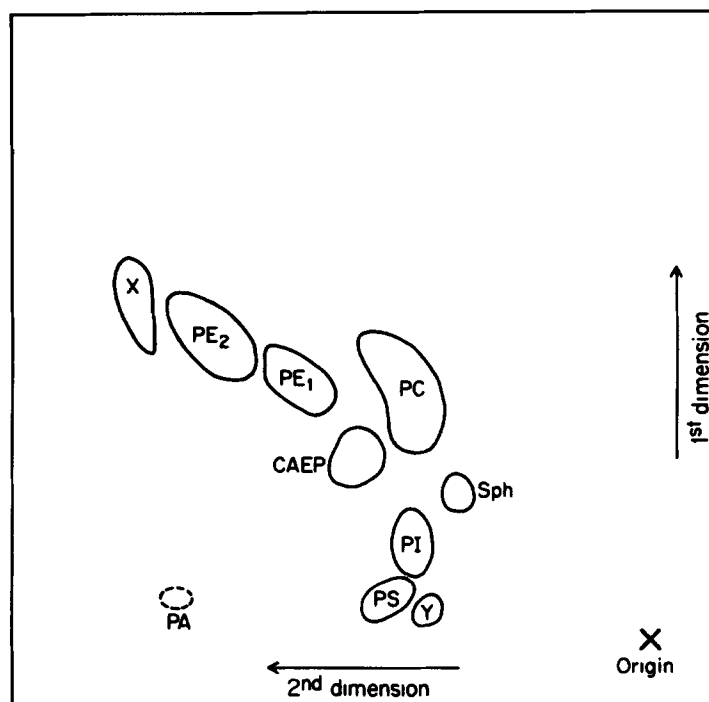 X
PE₂
PE₁
PC
1st dimension
CAEP
Sph
PI
PS
Y
PA
X
Origin
2nd dimension